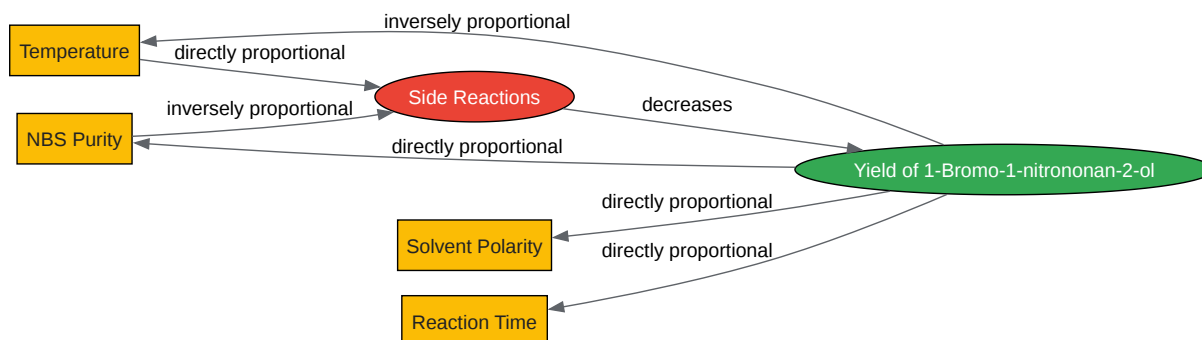 inversely proportional
Temperature
directly proportional
Side Reactions
inversely proportional
decreases
NBS Purity
directly proportional
Yield of 1-Bromo-1-nitrononan-2-ol
directly proportional
Solvent Polarity
directly proportional
Reaction Time